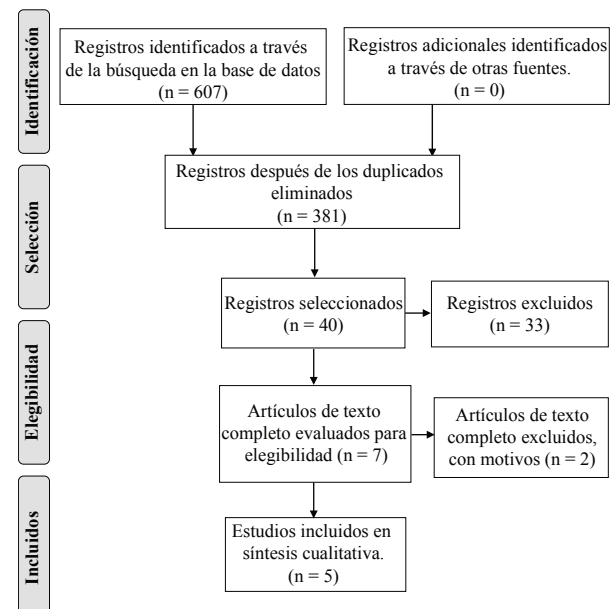 Identificación
Registros identificados a través
de la búsqueda en la base de datos
(n = 607)
Registros adicionales identificados
a través de otras fuentes.
(n = 0)
Selección
Registros después de los duplicados
eliminados
(n = 381)
Registros seleccionados
(n = 40)
Registros excluidos
(n = 33)
Elegibilidad
Artículos de texto
completo evaluados para
elegibilidad (n = 7)
Artículos de texto
completo excluidos,
con motivos (n = 2)
Incluidos
Estudios incluidos en
síntesis cualitativa.
(n = 5)